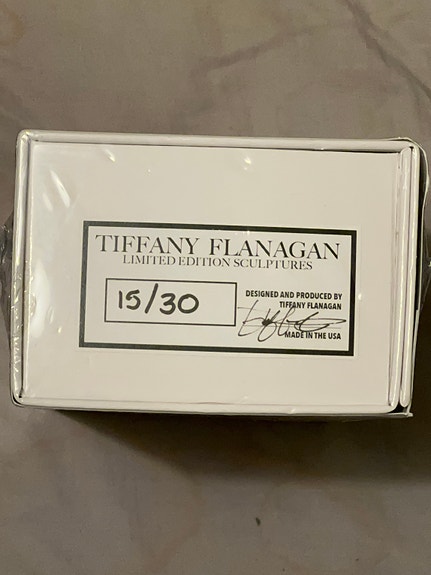 TIFFANY FLANAGAN
LIMITED EDITION SCULPTURES
15/30
DESIGNED AND PRODUCED BY
TIFFANY FLANAGAN
MADE IN THE USA